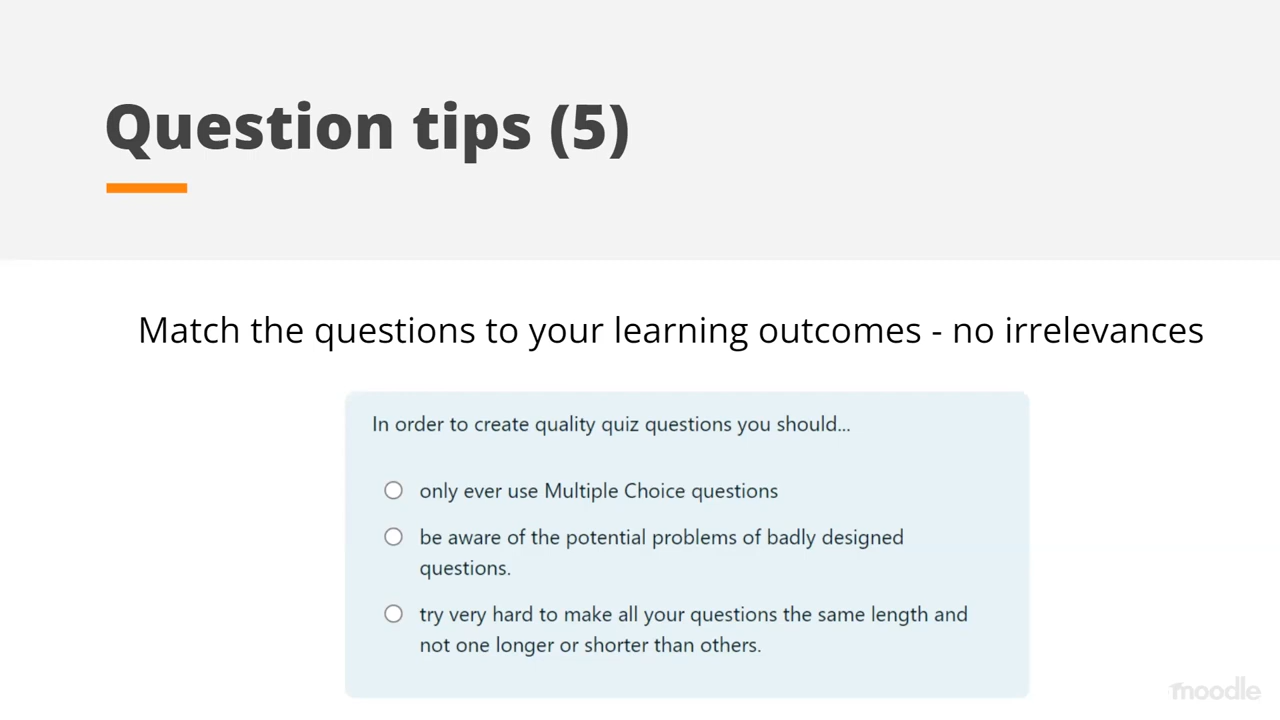 Question tips (5)
Match the questions to your learning outcomes - no irrelevances
In order to create quality quiz questions you should...
only ever use Multiple Choice questions
be aware of the potential problems of badly designed
questions.
try very hard to make all your questions the same length and
not one longer or shorter than others.
moodle